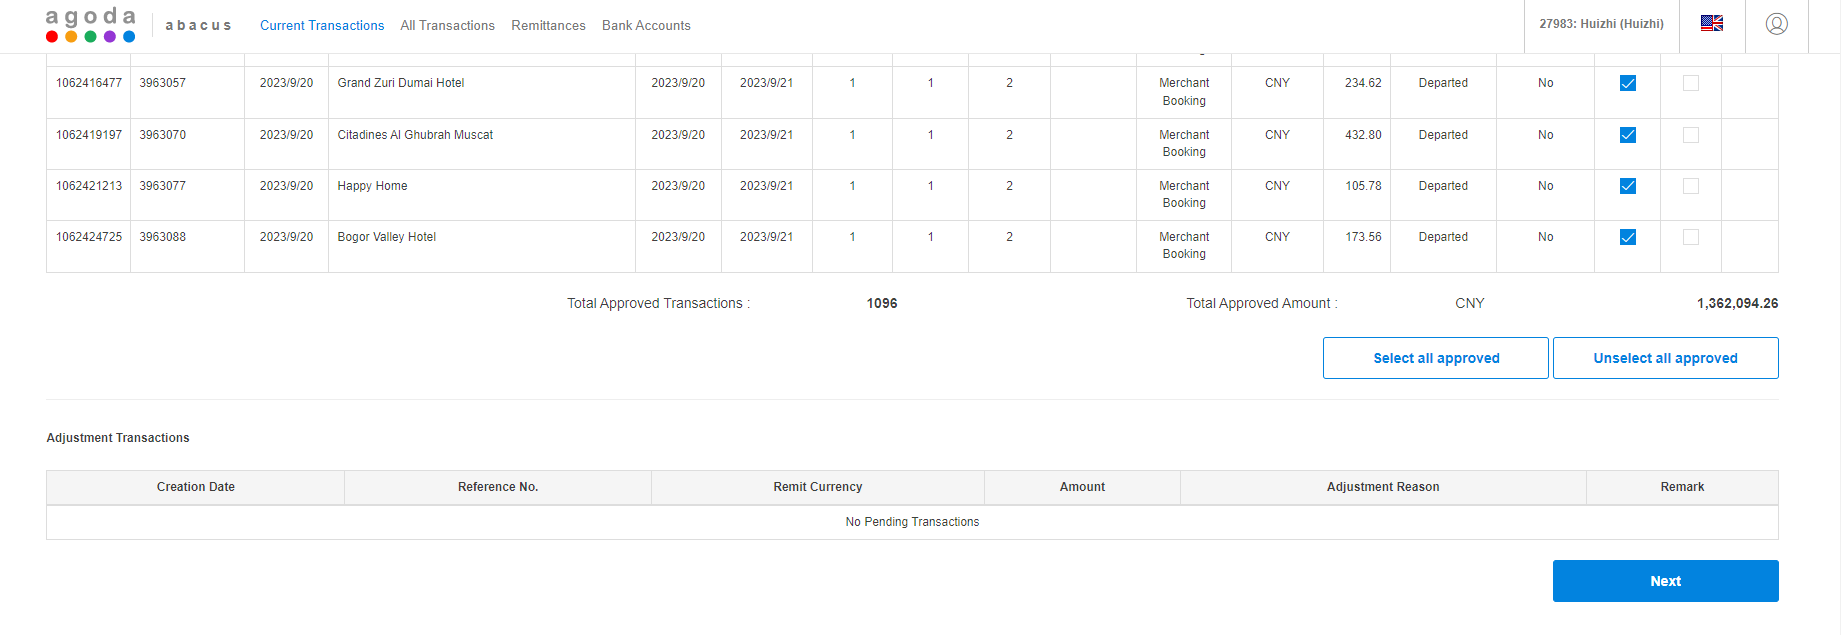 agoda abacus Current Transactions All Transactions Remittances Bank Accounts 27983: Huizhi (Huizhi)
1062416477 3963057 2023/9/20 Grand Zuri Dumai Hotel 2023/9/20 2023/9/21 1 1 2 Merchant CNY 234.62 Departed No
Booking
1062419197 3963070 2023/9/20 Citadines Al Ghubrah Muscat 2023/9/20 2023/9/21 1 1 2 Merchant CNY 432.80 Departed No
Booking
1062421213 3963077 2023/9/20 Happy Home 2023/9/20 2023/9/21 1 1 2 Merchant CNY 105.78 Departed No
Booking
1062424725 3963088 2023/9/20 Bogor Valley Hotel 2023/9/20 2023/9/21 1 1 2 Merchant CNY 173.56 Departed No
Booking
Total Approved Transactions : 1096 Total Approved Amount : CNY 1,362,094.26
Select all approved Unselect all approved
Adjustment Transactions
Creation Date Reference No. Remit Currency Amount Adjustment Reason Remark
No Pending Transactions
Next